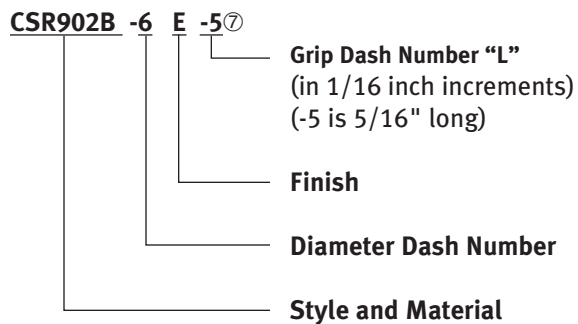 CSR902B -6 E -5⑦
Grip Dash Number “L”
(in 1/16 inch increments)
(-5 is 5/16" long)
Finish
Diameter Dash Number
Style and Material